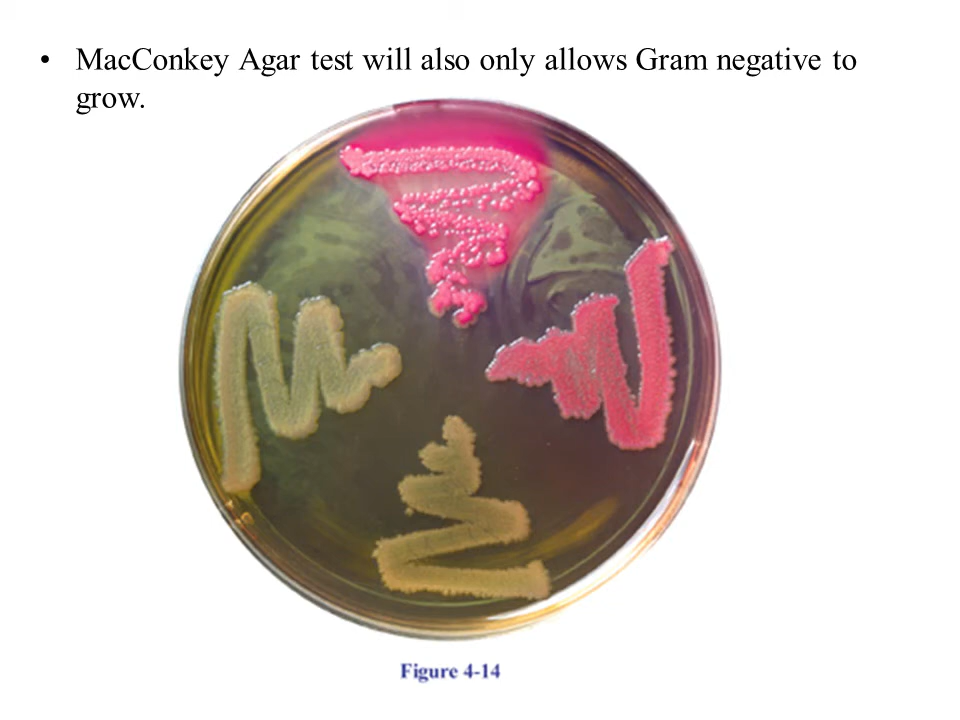 • MacConkey Agar test will also only allows Gram negative to
grow.
Figure 4-14